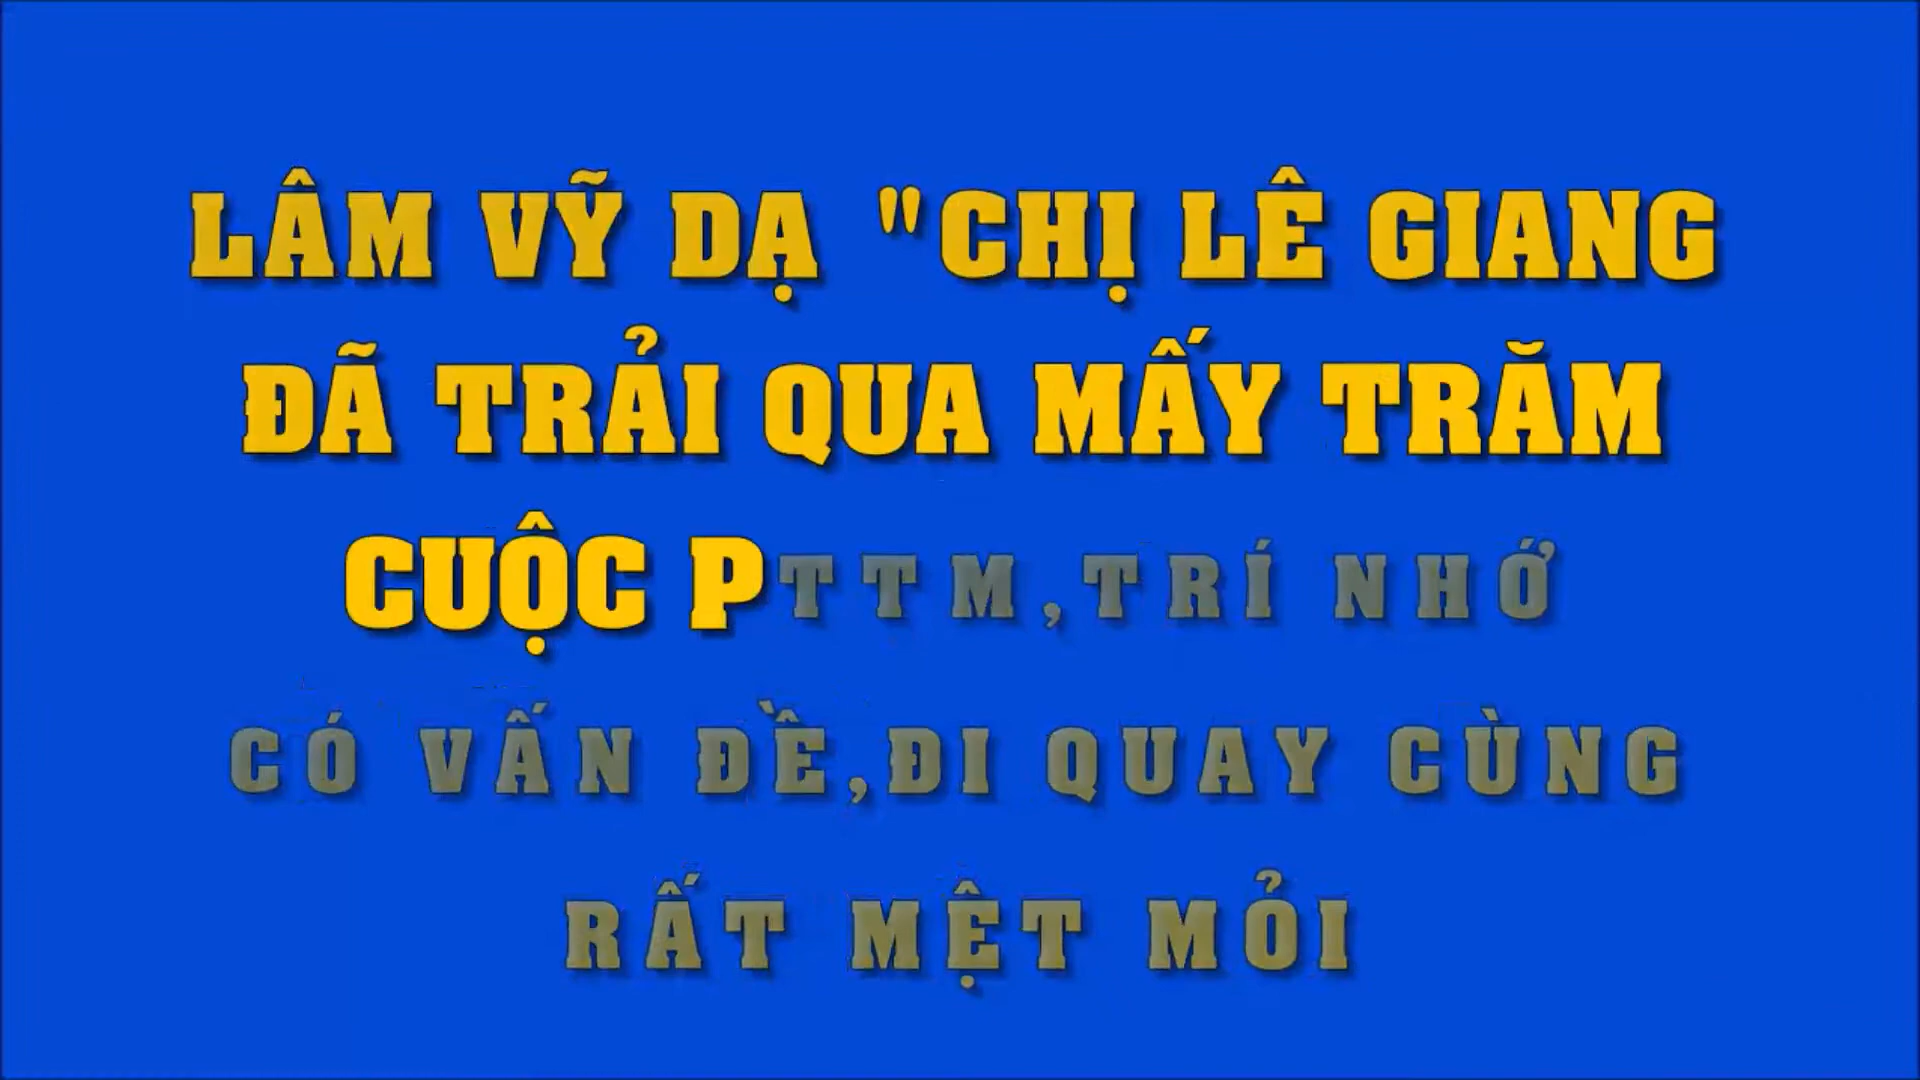 LÂM VỸ DẠ "CHỊ LÊ GIANG
ĐÃ TRẢI QUA MẤY TRĂM
CUỘC PTTM,TRÍ NHỚ
CÓ VẤN ĐỀ,ĐI QUAY CÙNG
RẤT MỆT MỎI